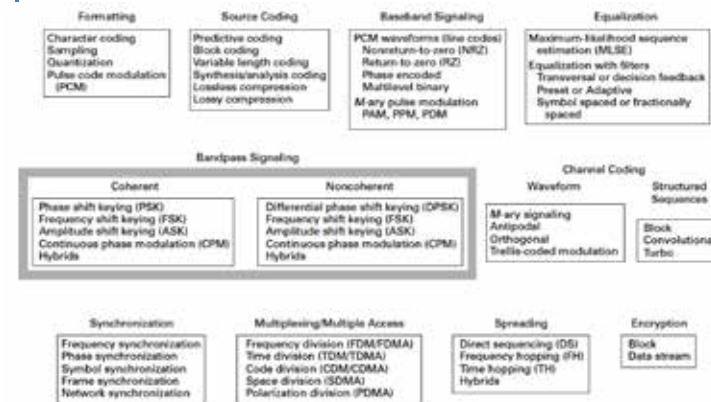 Formatting
Character coding
Sampling
Quantization
Pulse code modulation
(PCM)
Source Coding
Predictive coding
Block coding
Variable length coding
Synthesis/analysis coding
Lossless compression
Lossy compression
Baseband Signaling
PCM waveforms (line codes)
Nonreturn-to-zero (NRZ)
Return-to-zero (RZ)
Phase encoded
Multilevel binary
M-ary pulse modulation
PAM, PPM, PDM
Equalization
Maximum-likelihood sequence
estimation (MLSE)
Equalization with filters
Transversal or decision feedback
Preset or Adaptive
Symbol spaced or fractionally
spaced
Bandpass Signaling
Coherent
Phase shift keying (PSK)
Frequency shift keying (FSK)
Amplitude shift keying (ASK)
Continuous phase modulation (CPM)
Hybrids
Noncoherent
Differential phase shift keying (DPSK)
Frequency shift keying (FSK)
Amplitude shift keying (ASK)
Continuous phase modulation (CPM)
Hybrids
Channel Coding
Waveform
M-ary signaling
Antipodal
Orthogonal
Trellis-coded modulation
Structured
Sequences
Block
Convolutional
Turbo
Synchronization
Frequency synchronization
Phase synchronization
Symbol synchronization
Frame synchronization
Network synchronization
Multiplexing/Multiple Access
Frequency division (FDM/FDMA)
Time division (TDM/TDMA)
Code division (CDM/CDMA)
Space division (SDMA)
Polarization division (PDMA)
Spreading
Direct sequencing (DS)
Frequency hopping (FH)
Time hopping (TH)
Hybrids
Encryption
Block
Data stream